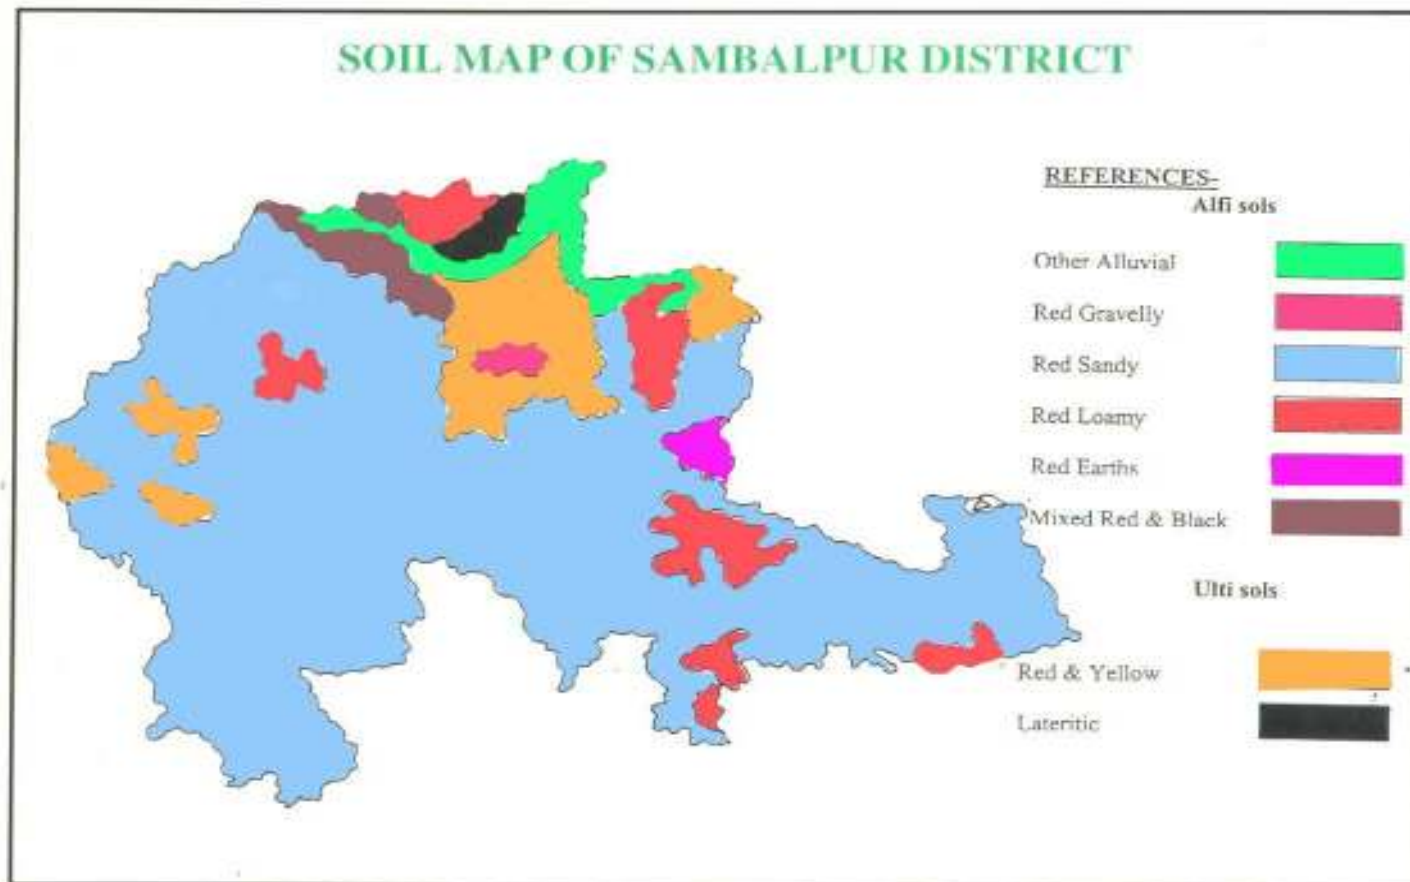 SOIL MAP OF SAMBALPUR DISTRICT
REFERENCES-
Alfi sols
Other Alluvial
Red Gravelly
Red Sandy
Red Loamy
Red Earths
Mixed Red & Black
Ulti sols
Red & Yellow
Lateritic